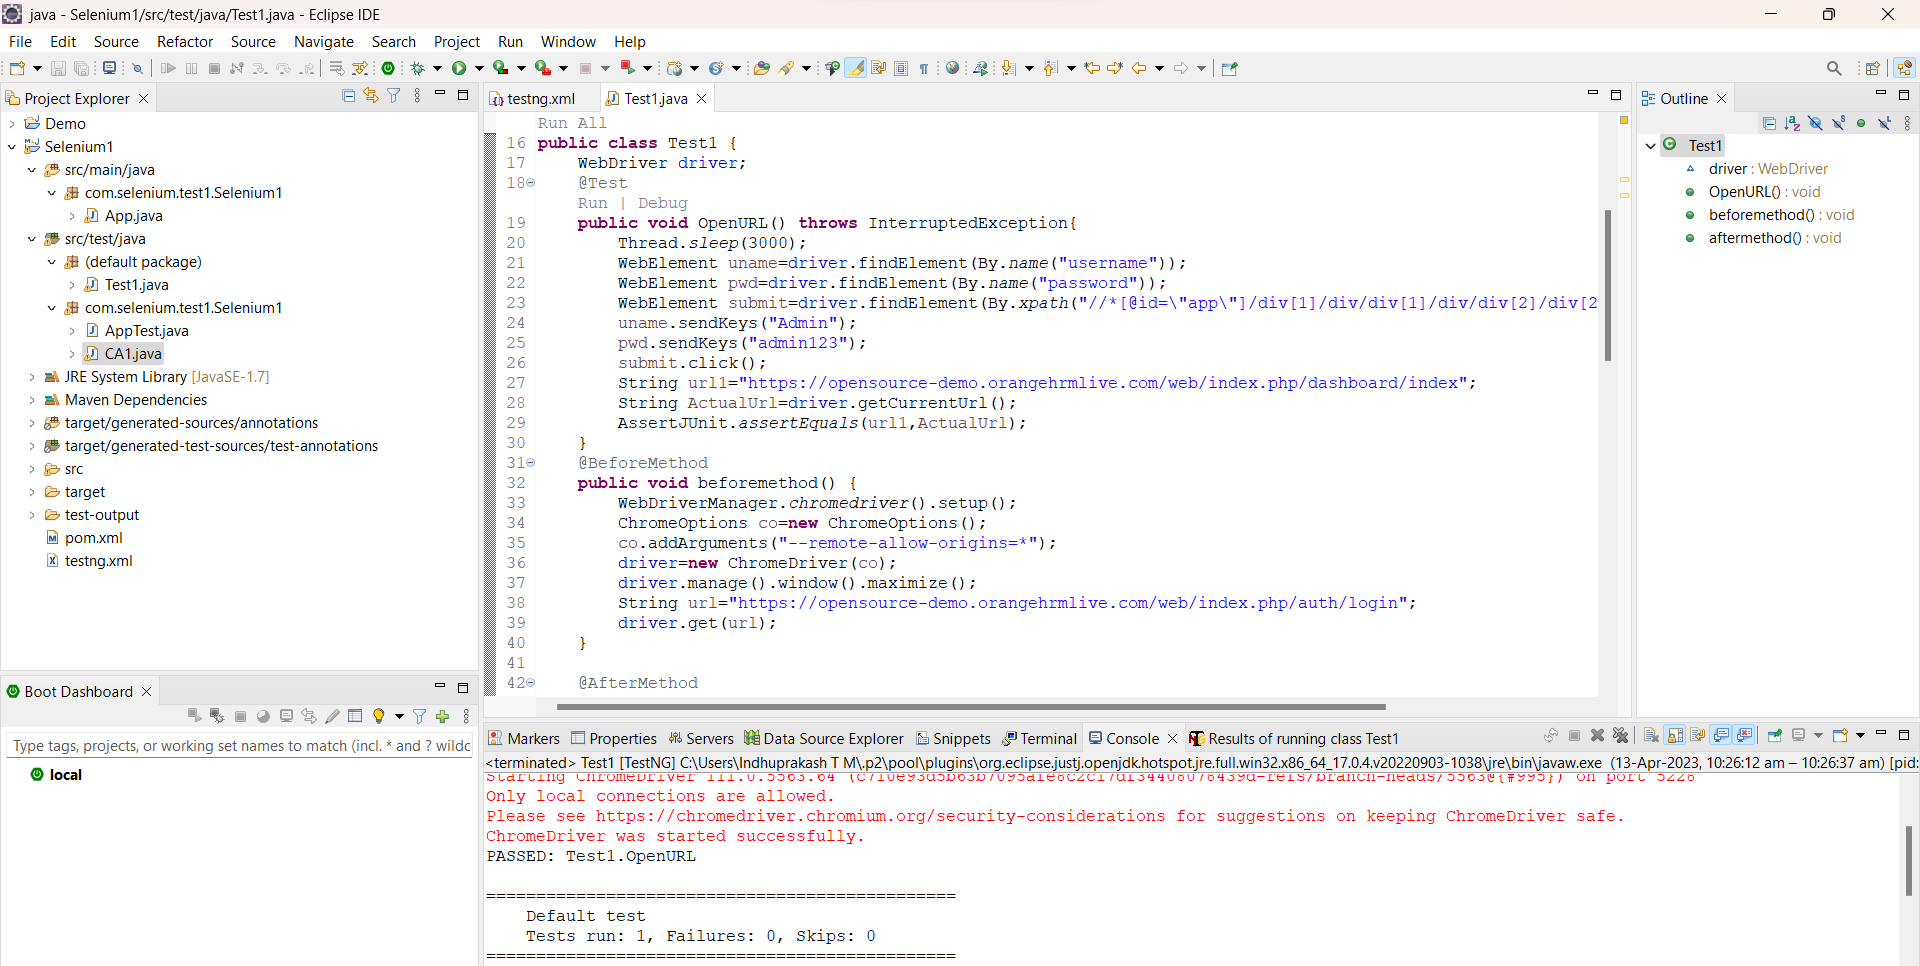 java - Selenium1/src/test/java/Test1.java - Eclipse IDE
File Edit Source Refactor Source Navigate Search Project Run Window Help
Project Explorer
Demo
Selenium1
src/main/java
com.selenium.test1.Selenium1
App.java
src/test/java
(default package)
Test1.java
com.selenium.test1.Selenium1
AppTest.java
CA1.java
JRE System Library [JavaSE-1.7]
Maven Dependencies
target/generated-sources/annotations
target/generated-test-sources/test-annotations
src
target
test-output
pom.xml
testng.xml
Boot Dashboard
Type tags, projects, or working set names to match (incl. * and ? wildc
local
testng.xml Test1.java
Run All
16 public class Test1 {
17 WebDriver driver;
18 @Test
Run | Debug
19 public void OpenURL() throws InterruptedException{
20 Thread.sleep(3000);
21 WebElement uname=driver.findElement(By.name("username"));
22 WebElement pwd=driver.findElement(By.name("password"));
23 WebElement submit=driver.findElement(By.xpath("//*[@id=\"app\"]/div[1]/div/div[1]/div/div[2]/div[2
24 uname.sendKeys("Admin");
25 pwd.sendKeys("admin123");
26 submit.click();
27 String url1="https://opensource-demo.orangehrmlive.com/web/index.php/dashboard/index";
28 String ActualUrl=driver.getCurrentUrl();
29 AssertJUnit.assertEquals(url1,ActualUrl);
30 }
31 @BeforeMethod
32 public void beforemethod() {
33 WebDriverManager.chromedriver().setup();
34 ChromeOptions co=new ChromeOptions();
35 co.addArguments("--remote-allow-origins=*");
36 driver=new ChromeDriver(co);
37 driver.manage().window().maximize();
38 String url="https://opensource-demo.orangehrmlive.com/web/index.php/auth/login";
39 driver.get(url);
40 }
41
42 @AfterMethod
Outline
Test1
driver : WebDriver
OpenURL() : void
beforemethod() : void
aftermethod() : void
Markers Properties Servers Data Source Explorer Snippets Terminal Console Results of running class Test1
<terminated> Test1 [TestNG] C:\Users\Indhuprakash T M\.p2\pool\plugins\org.eclipse.justj.openjdk.hotspot.jre.full.win32.x86_64_17.0.4.v20220903-1038\jre\bin\javaw.exe (13-Apr-2023, 10:26:12 am – 10:26:37 am) [pid:
Starting ChromeDriver 111.0.5563.64
on port 5228
Only local connections are allowed.
Please see https://chromedriver.chromium.org/security-considerations for suggestions on keeping ChromeDriver safe.
ChromeDriver was started successfully.
PASSED: Test1.OpenURL
===============================================
Default test
Tests run: 1, Failures: 0, Skips: 0
===============================================